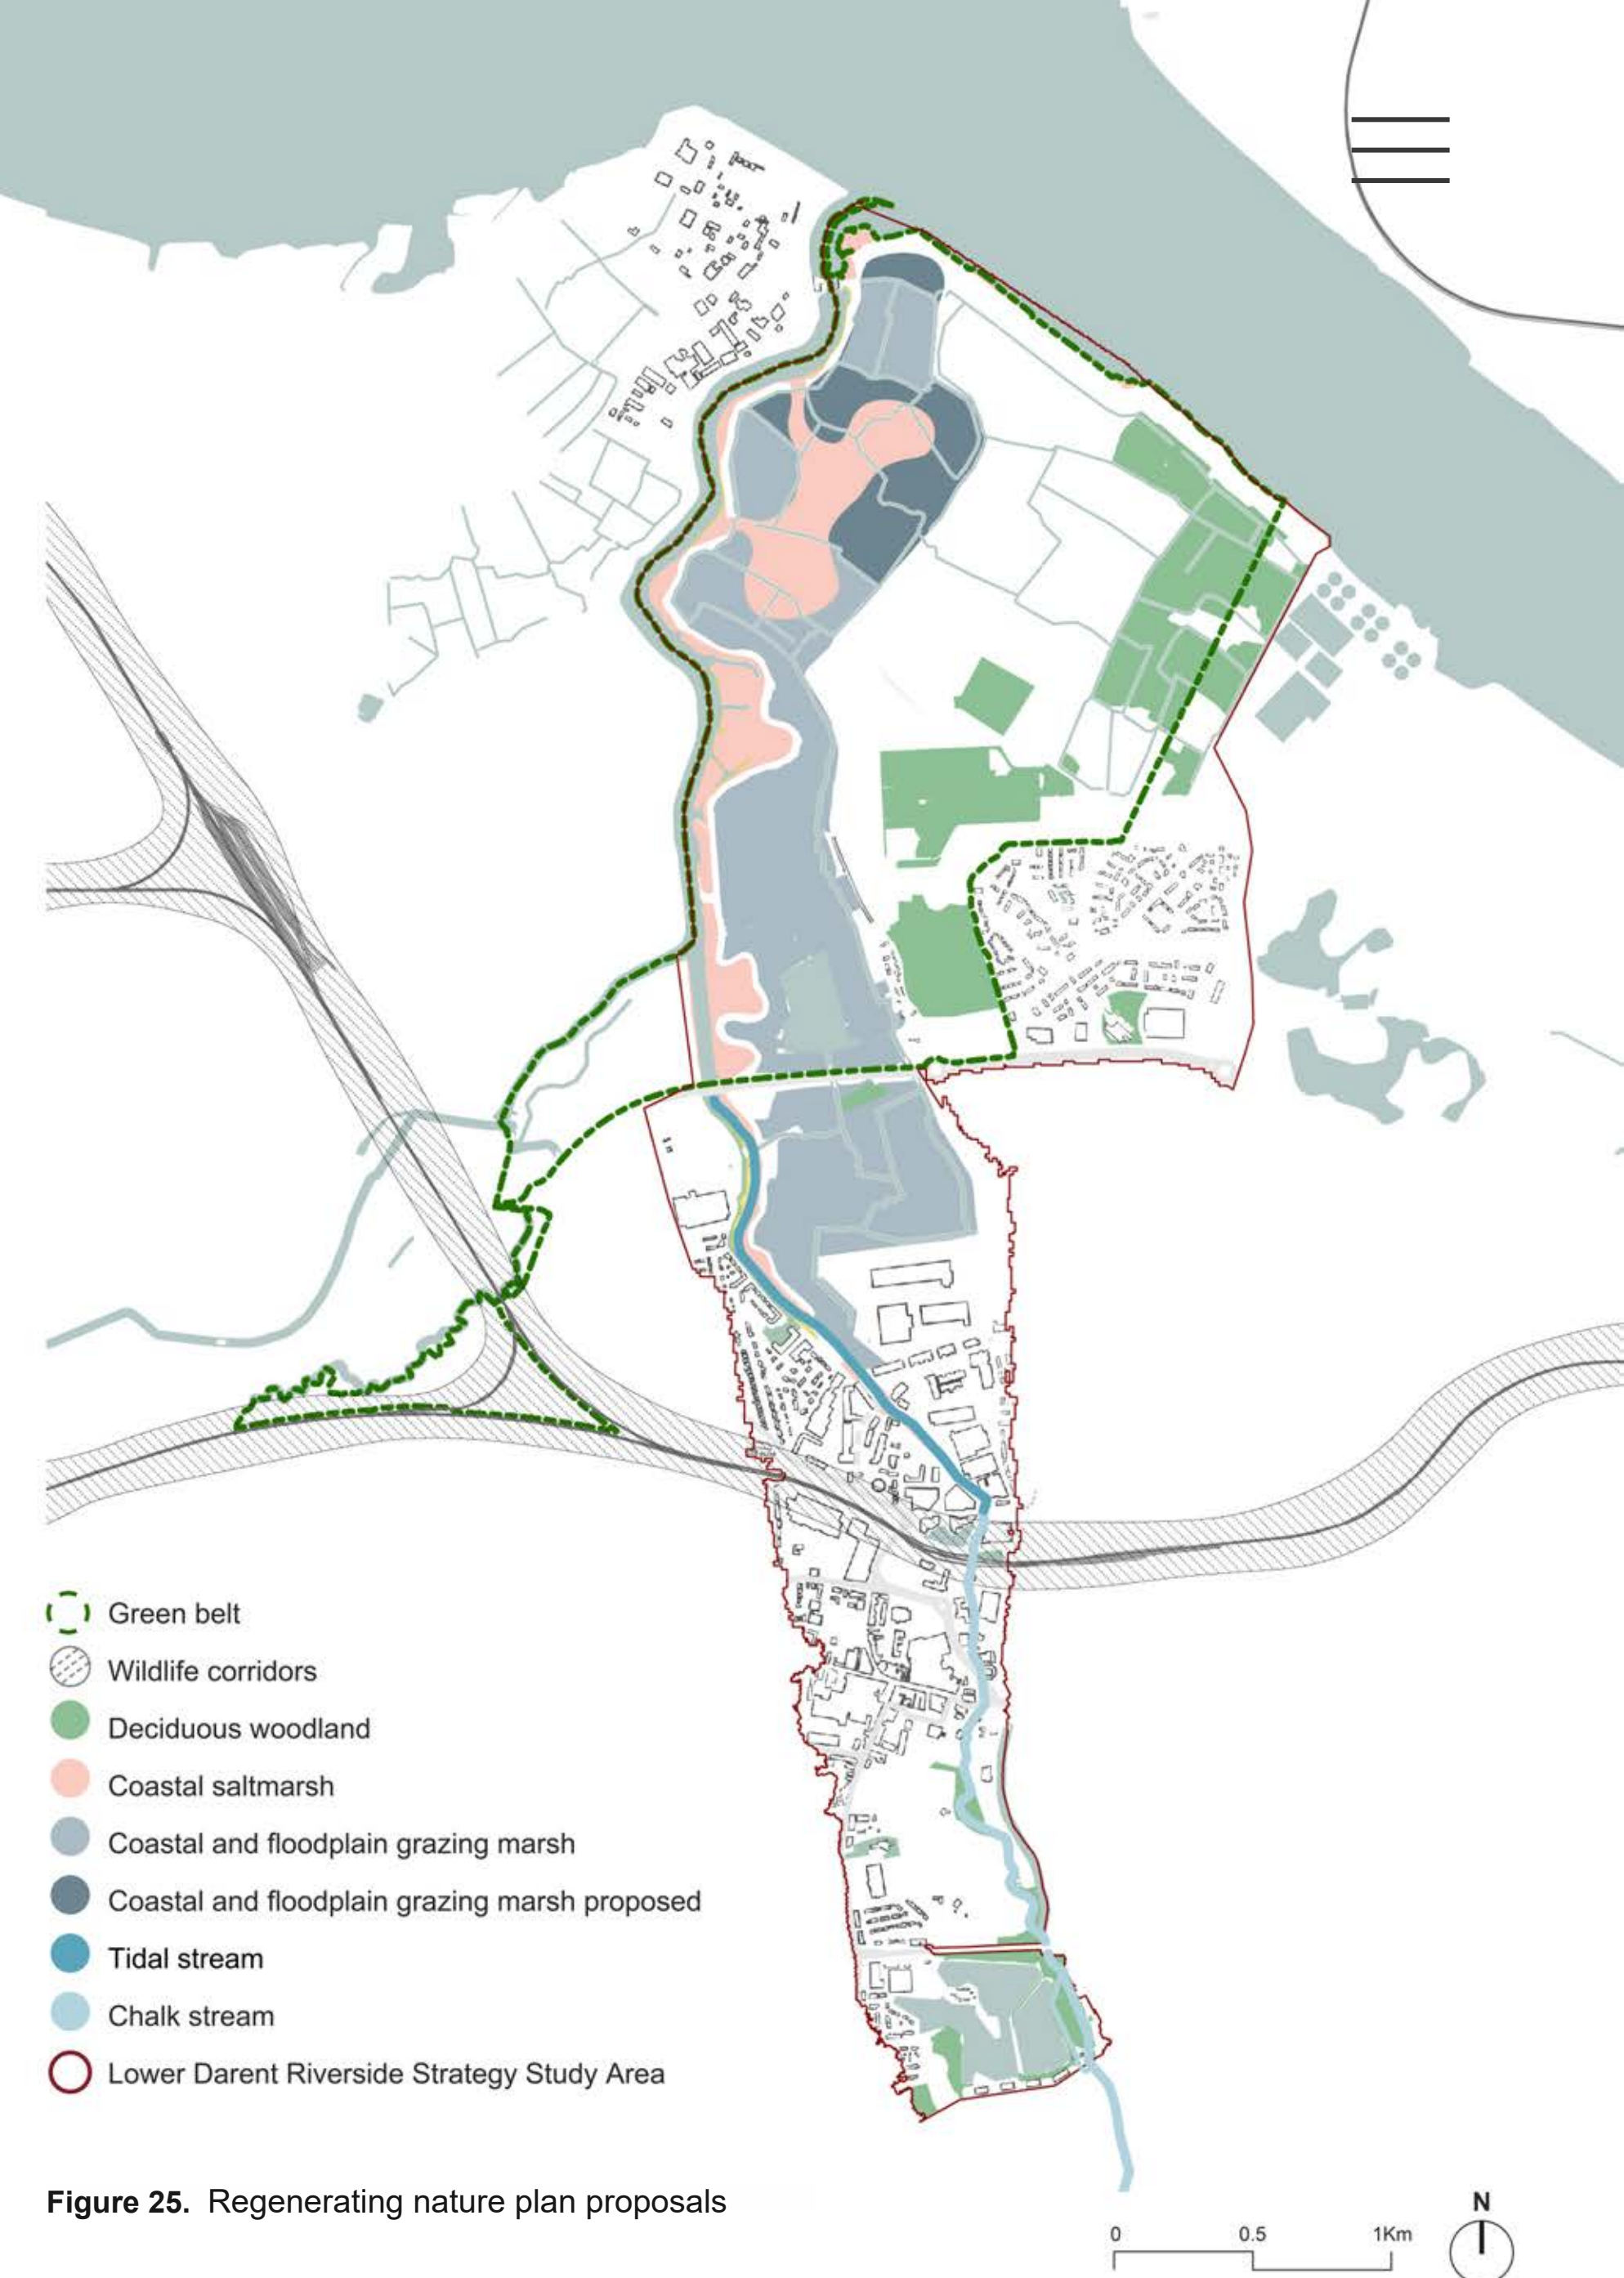 Green belt
Wildlife corridors
Deciduous woodland
Coastal saltmarsh
Coastal and floodplain grazing marsh
Coastal and floodplain grazing marsh proposed
Tidal stream
Chalk stream
Lower Darent Riverside Strategy Study Area
Figure 25. Regenerating nature plan proposals
0 0.5 1Km
N